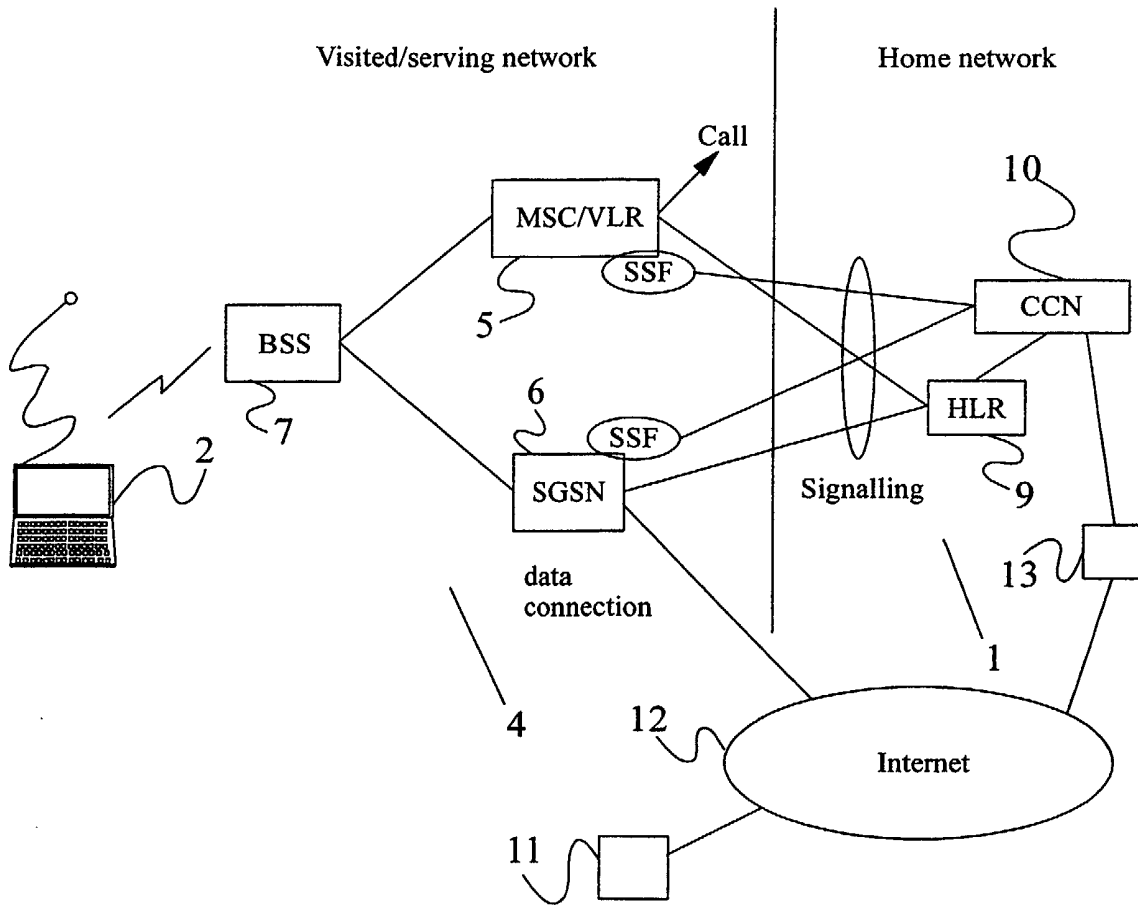 Visited/serving network
Home network
Call
10
MSC/VLR
SSF
CCN
5
BSS
6
HLR
7
SSF
2
SGSN
Signalling
9
data
connection
13
1
4
12
Internet
11